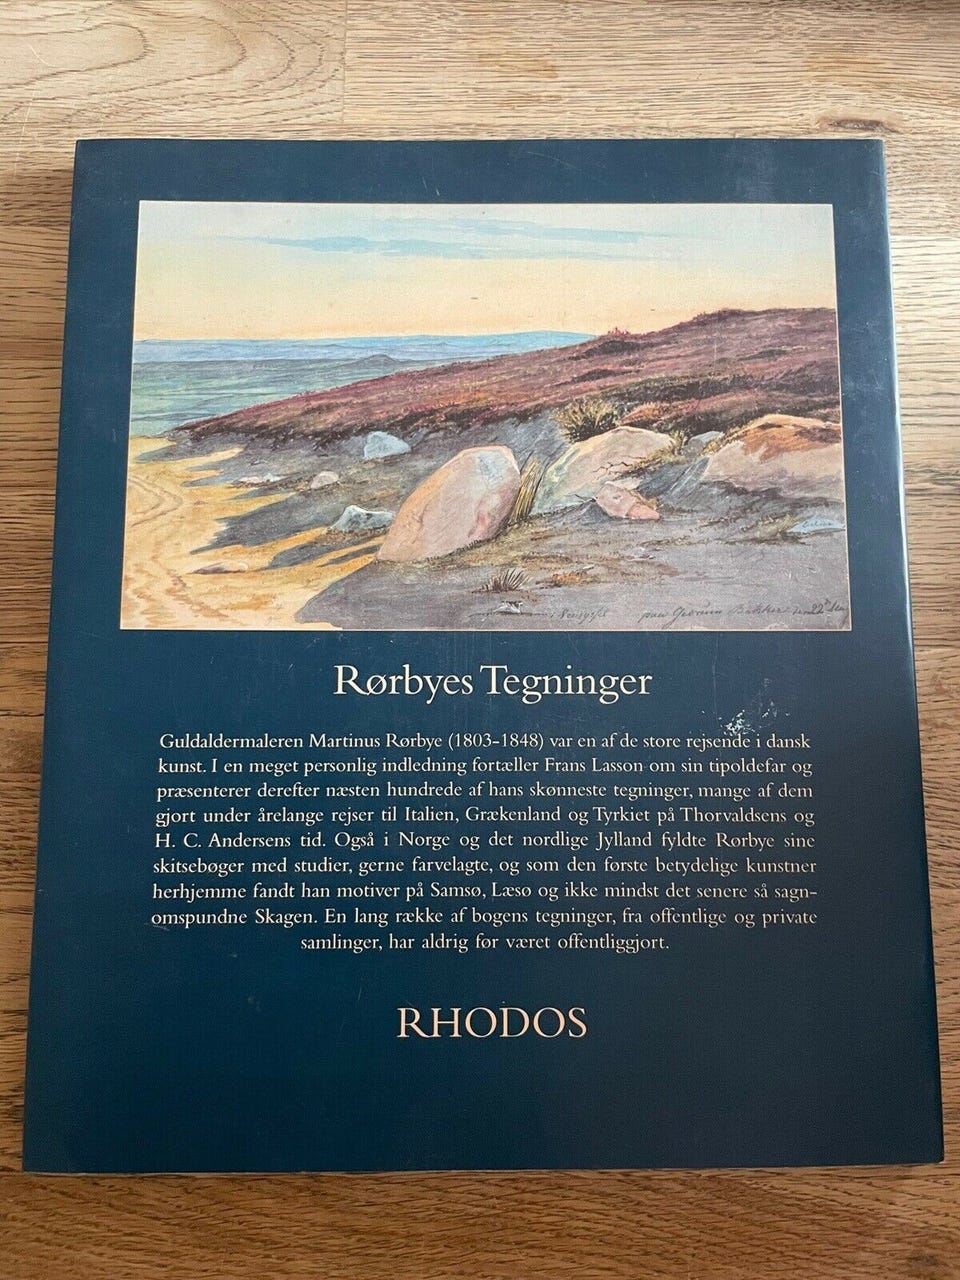 Rørbyes Tegninger
Guldaldermaleren Martinus Rørbye (1803-1848) var en af de store rejsende i dansk
kunst. I en meget personlig indledning fortæller Frans Lasson om sin tipoldefar og
præsenterer derefter næsten hundrede af hans skønneste tegninger, mange af dem
gjort under årelange rejser til Italien, Grækenland og Tyrkiet på Thorvaldsens og
H. C. Andersens tid. Også i Norge og det nordlige Jylland fyldte Rørbye sine
skitsebøger med studier, gerne farvelagte, og som den første betydelige kunstner
herhjemme fandt han motiver på Samsø, Læsø og ikke mindst det senere så sagn-
omspundne Skagen. En lang række af bogens tegninger, fra offentlige og private
samlinger, har aldrig før været offentliggjort.
RHODOS